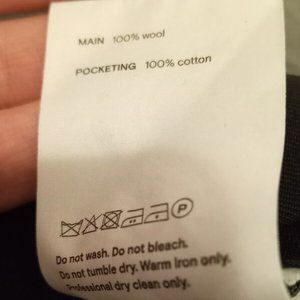 MAIN 100% wool
POCKETING 100% cotton
P
Do not wash. Do not bleach.
Do not tumble dry. Warm iron only.
Professional dry clean only.